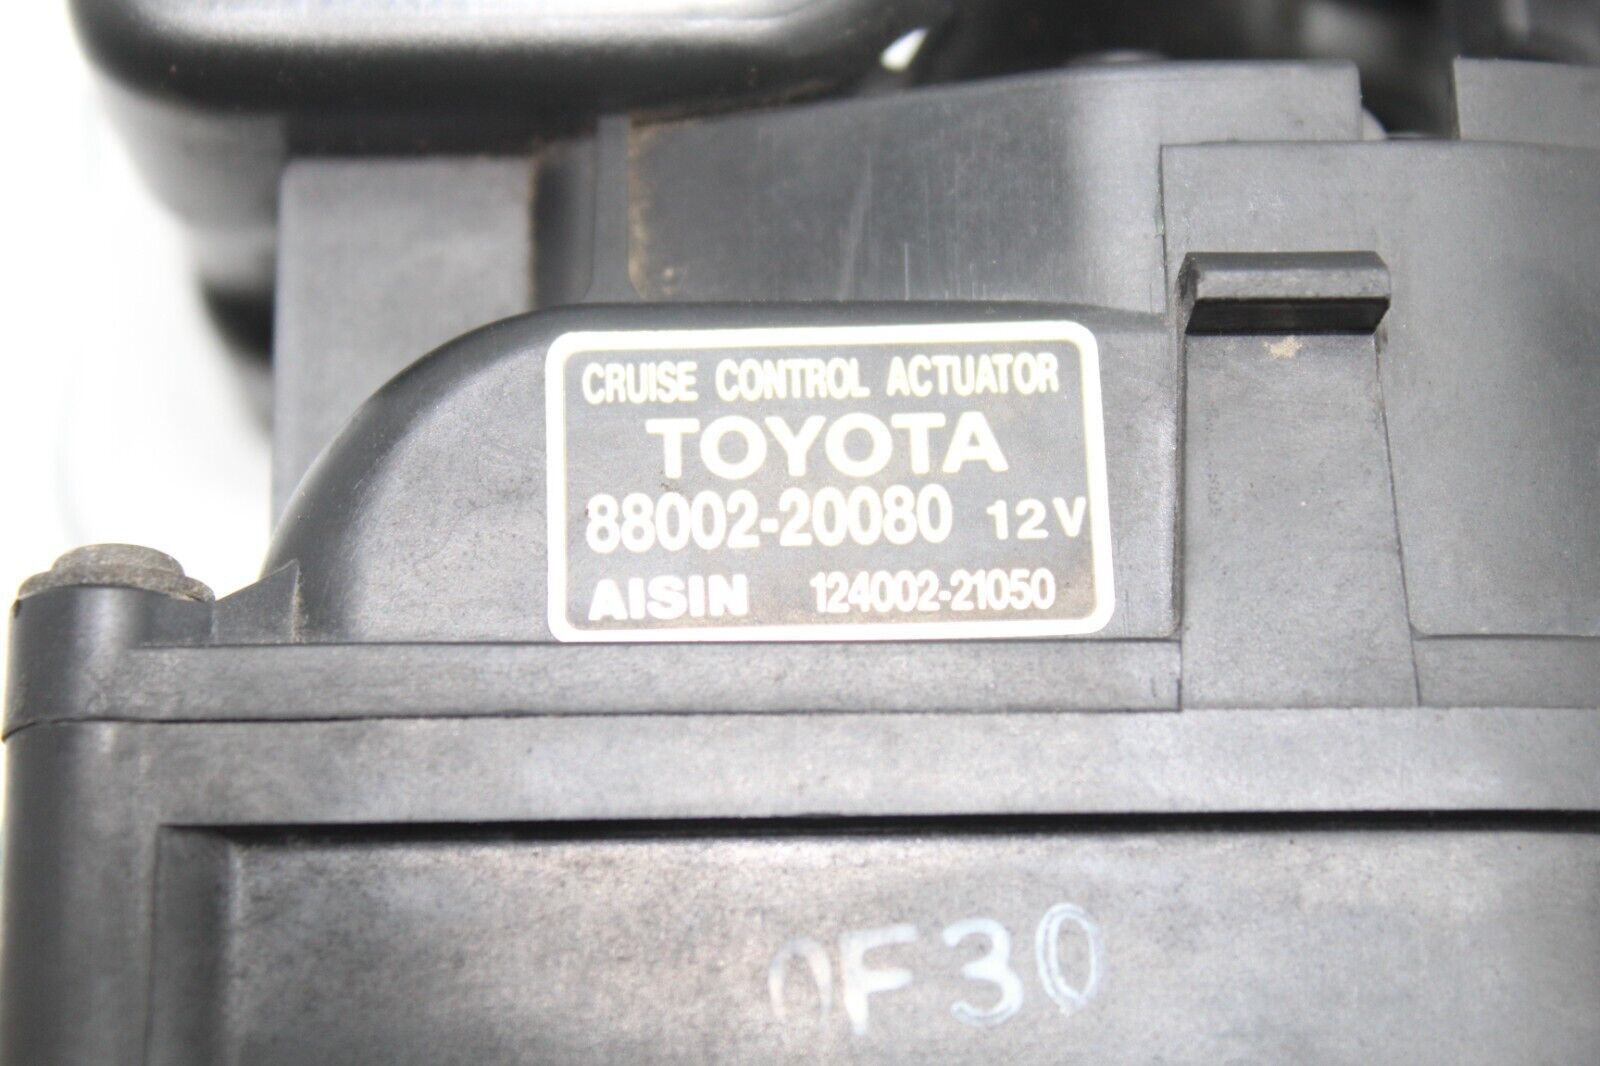 CRUISE CONTROL ACTUATOR
TOYOTA
88002-20080 12V
AISIN 124002-21050
0F30